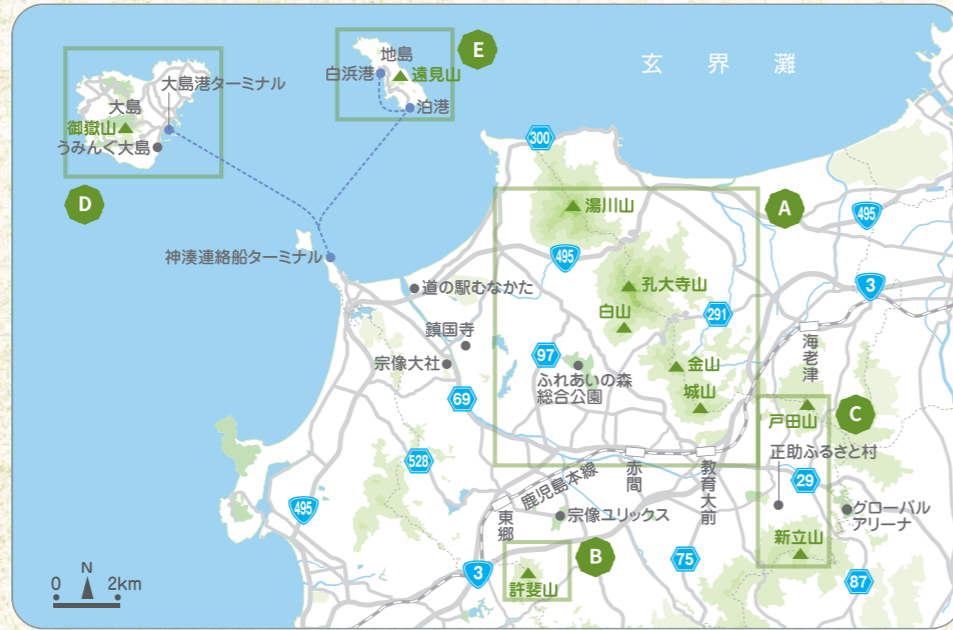 地島
白浜港
遠見山
泊港
E
玄界灘
大島港ターミナル
大島
御嶽山
うみんぐ大島
D
神湊連絡船ターミナル
300
湯川山
A
495
495
3
孔大寺山
道の駅むなかた
白山
291
鎮国寺
宗像大社
97
ふれあいの森
総合公園
金山
城山
海老津
69
戸田山
C
正助ふるさと村
528
鹿児島本線
赤間
教育大前
29
495
東郷
宗像ユリックス
グローバル
アリーナ
新立山
3
B
75
87
許斐山
N
0
2km